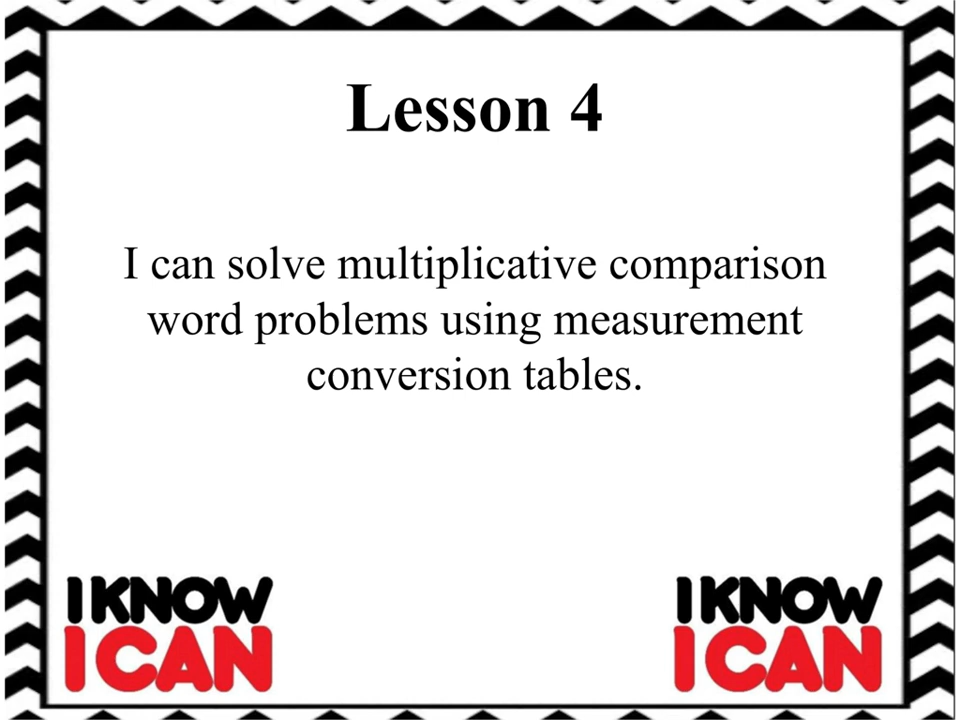 Lesson 4
I can solve multiplicative comparison
word problems using measurement
conversion tables.
I KNOW
I CAN
I KNOW
I CAN